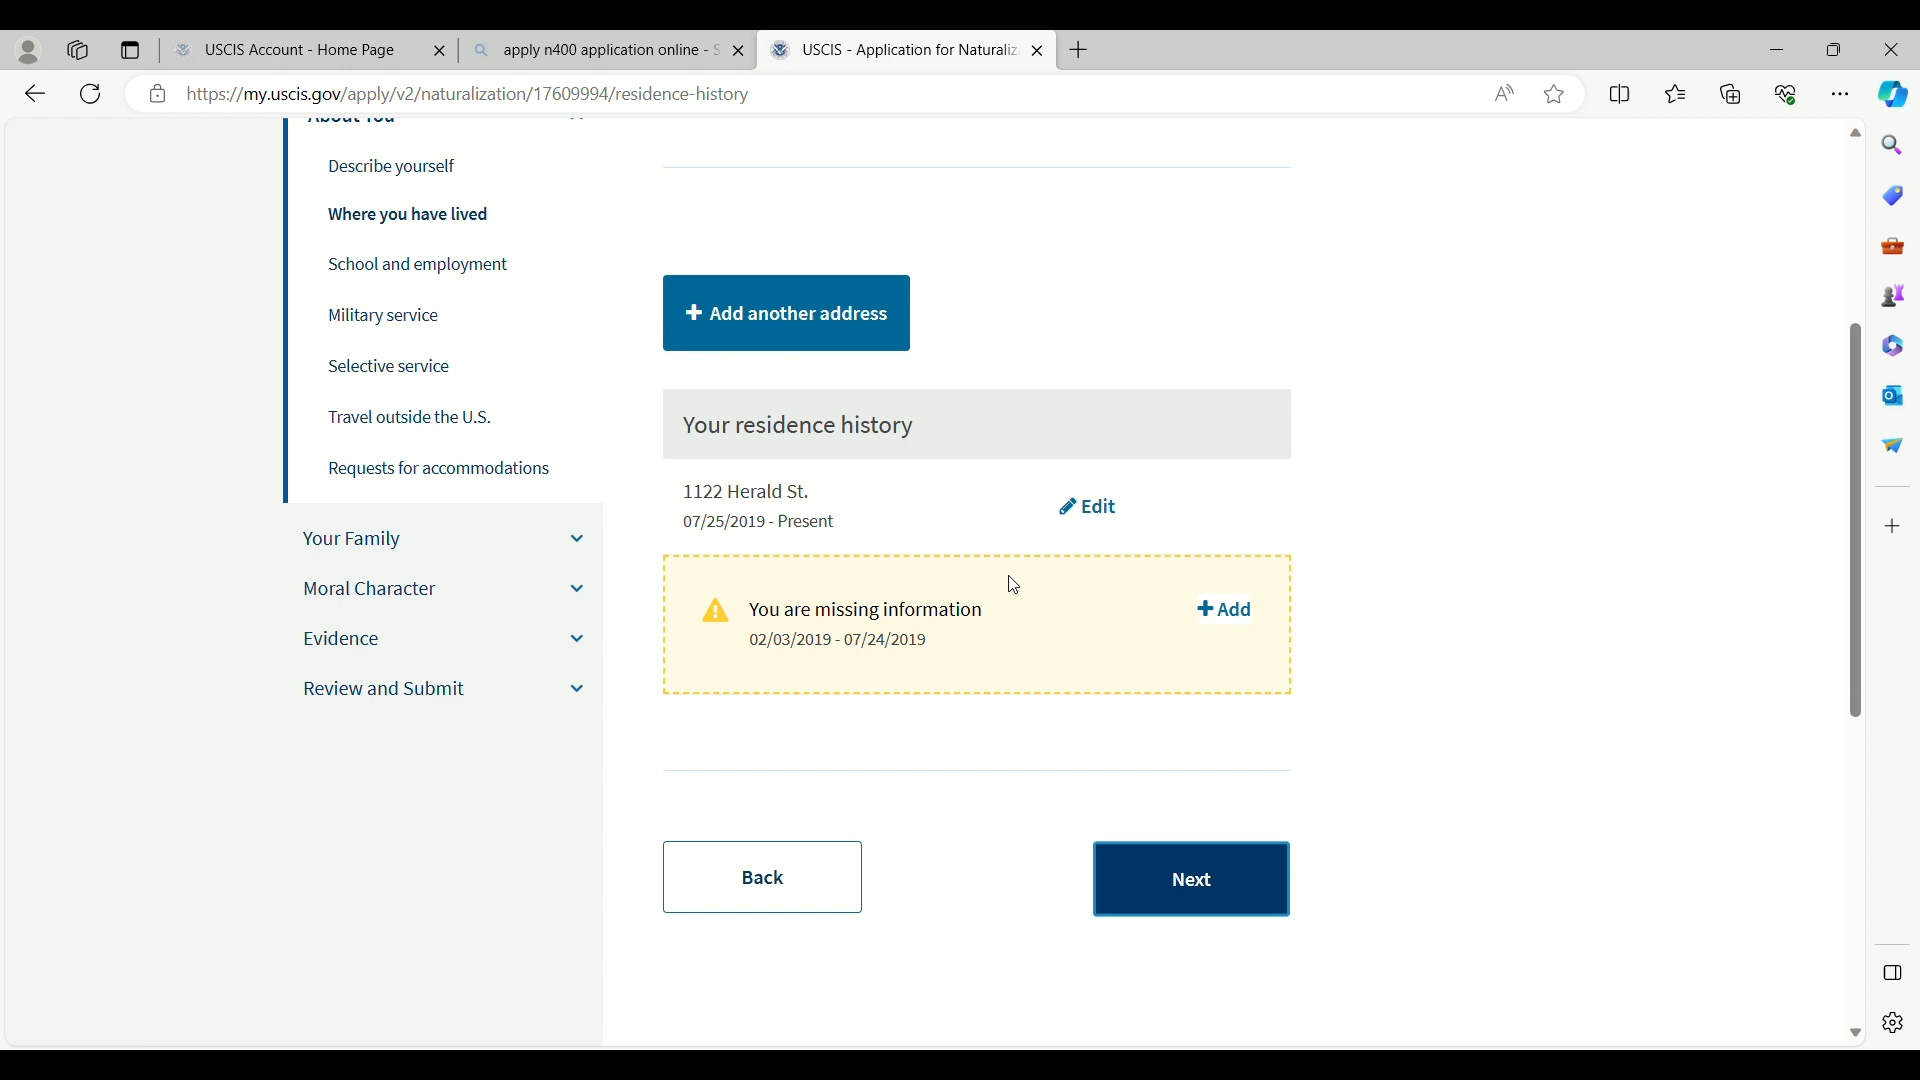 USCIS Account - Home Page
apply n400 application online - S
USCIS - Application for Naturaliz
https://my.uscis.gov/apply/v2/naturalization/17609994/residence-history
About You
Describe yourself
Where you have lived
School and employment
Military service
Selective service
Travel outside the U.S.
Requests for accommodations
Your Family
Moral Character
Evidence
Review and Submit
Add another address
Your residence history
1122 Herald St.
07/25/2019 - Present
Edit
You are missing information
02/03/2019 - 07/24/2019
Add
Back
Next